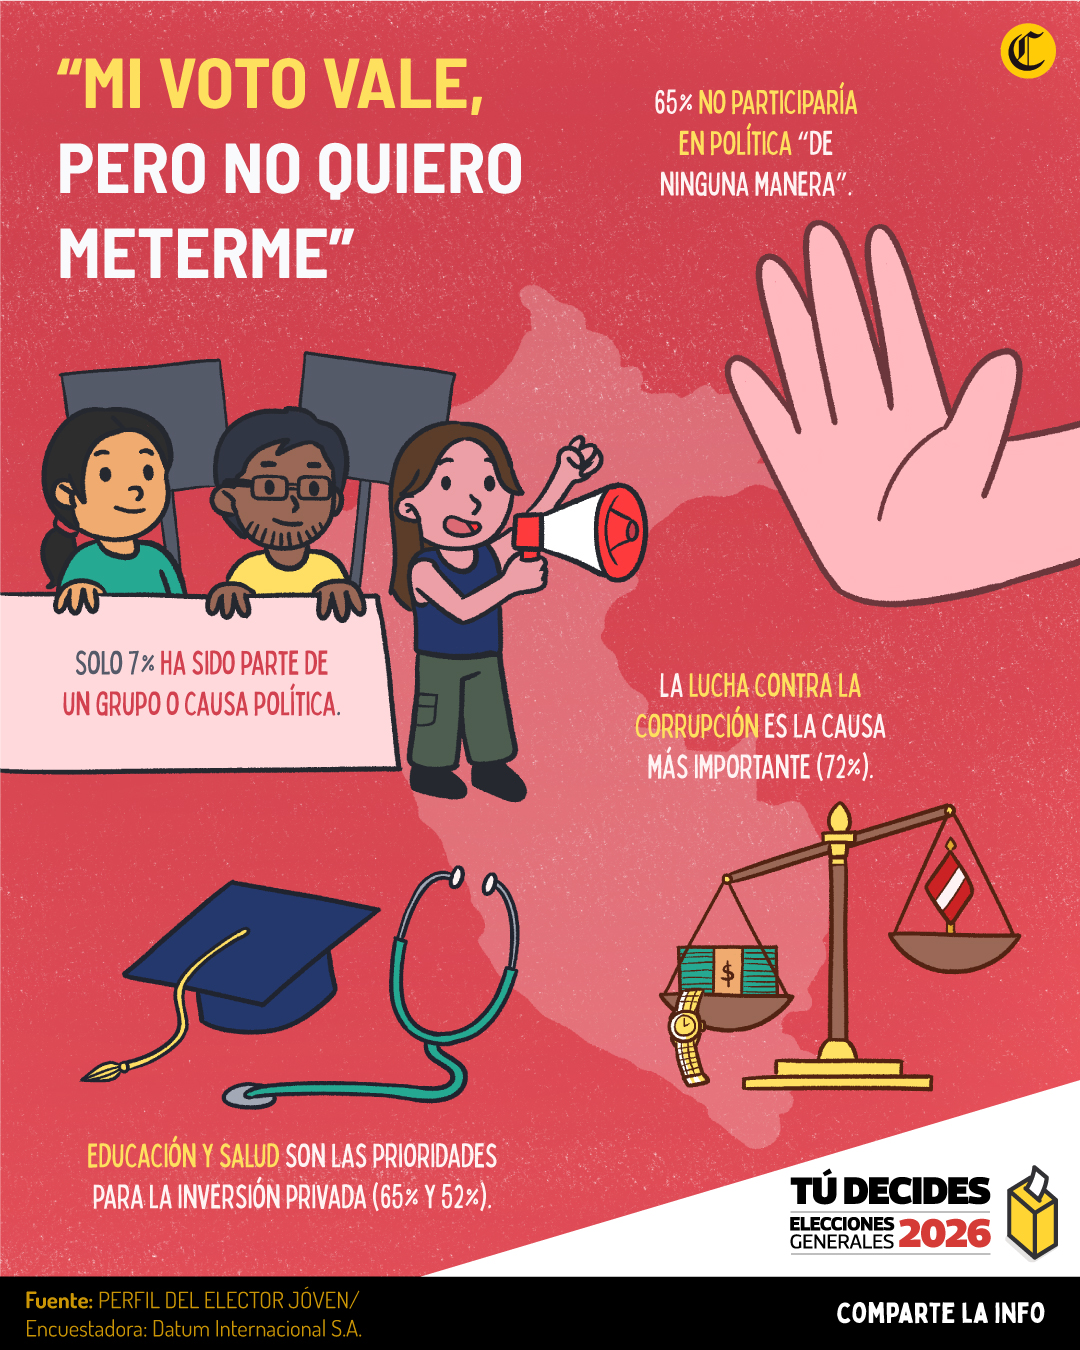 “MI VOTO VALE,
PERO NO QUIERO
METERME”
C
65% NO PARTICIPARÍA
EN POLÍTICA “DE
NINGUNA MANERA”.
SOLO 7% HA SIDO PARTE DE
UN GRUPO O CAUSA POLÍTICA.
LA LUCHA CONTRA LA
CORRUPCIÓN ES LA CAUSA
MÁS IMPORTANTE (72%).
$
EDUCACIÓN Y SALUD SON LAS PRIORIDADES
PARA LA INVERSIÓN PRIVADA (65% Y 52%).
TÚ DECIDES
ELECCIONES
GENERALES 2026
Fuente: PERFIL DEL ELECTOR JÓVEN/
Encuestadora: Datum Internacional S.A.
COMPARTE LA INFO